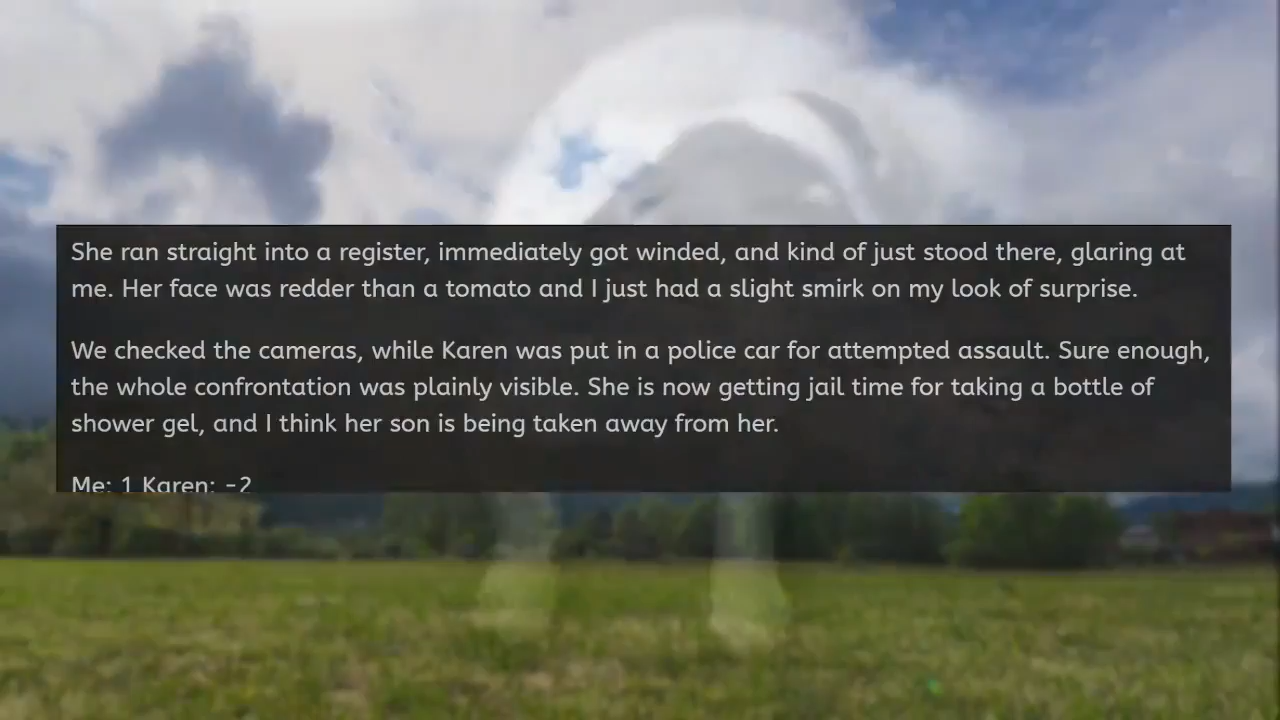 She ran straight into a register, immediately got winded, and kind of just stood there, glaring at
me. Her face was redder than a tomato and I just had a slight smirk on my look of surprise.
We checked the cameras, while Karen was put in a police car for attempted assault. Sure enough,
the whole confrontation was plainly visible. She is now getting jail time for taking a bottle of
shower gel, and I think her son is being taken away from her.
Me: 1 Karen: -2